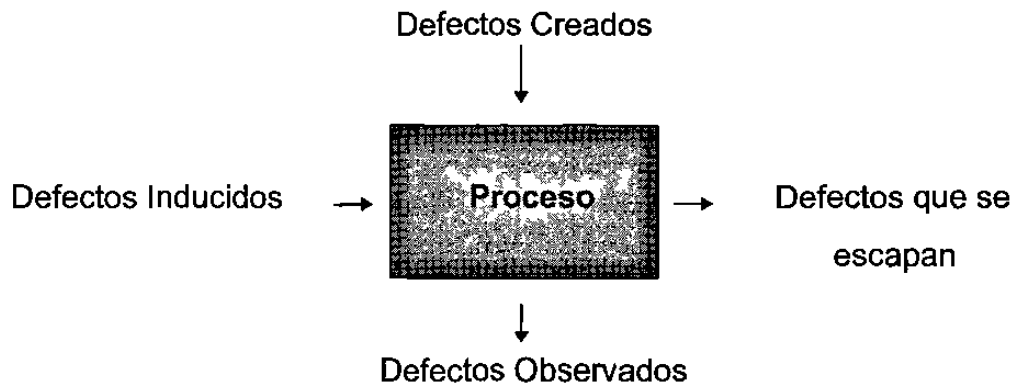 Defectos Creados
Defectos Inducidos
Proceso
Defectos que se
escapan
Defectos Observados